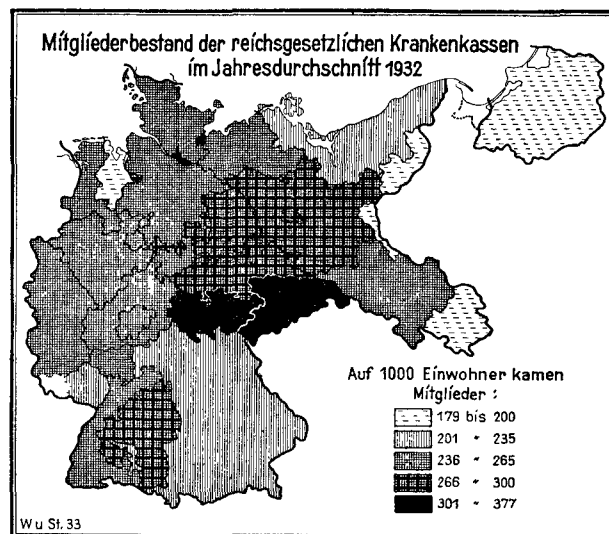 Mitgliederbestand der reichsgesetzlichen Krankenkassen
im Jahresdurchschnitt 1932
Auf 1000 Einwohner kamen
Mitglieder :
179 bis 200
201 " 235
236 " 265
266 " 300
301 " 377
W u St. 33